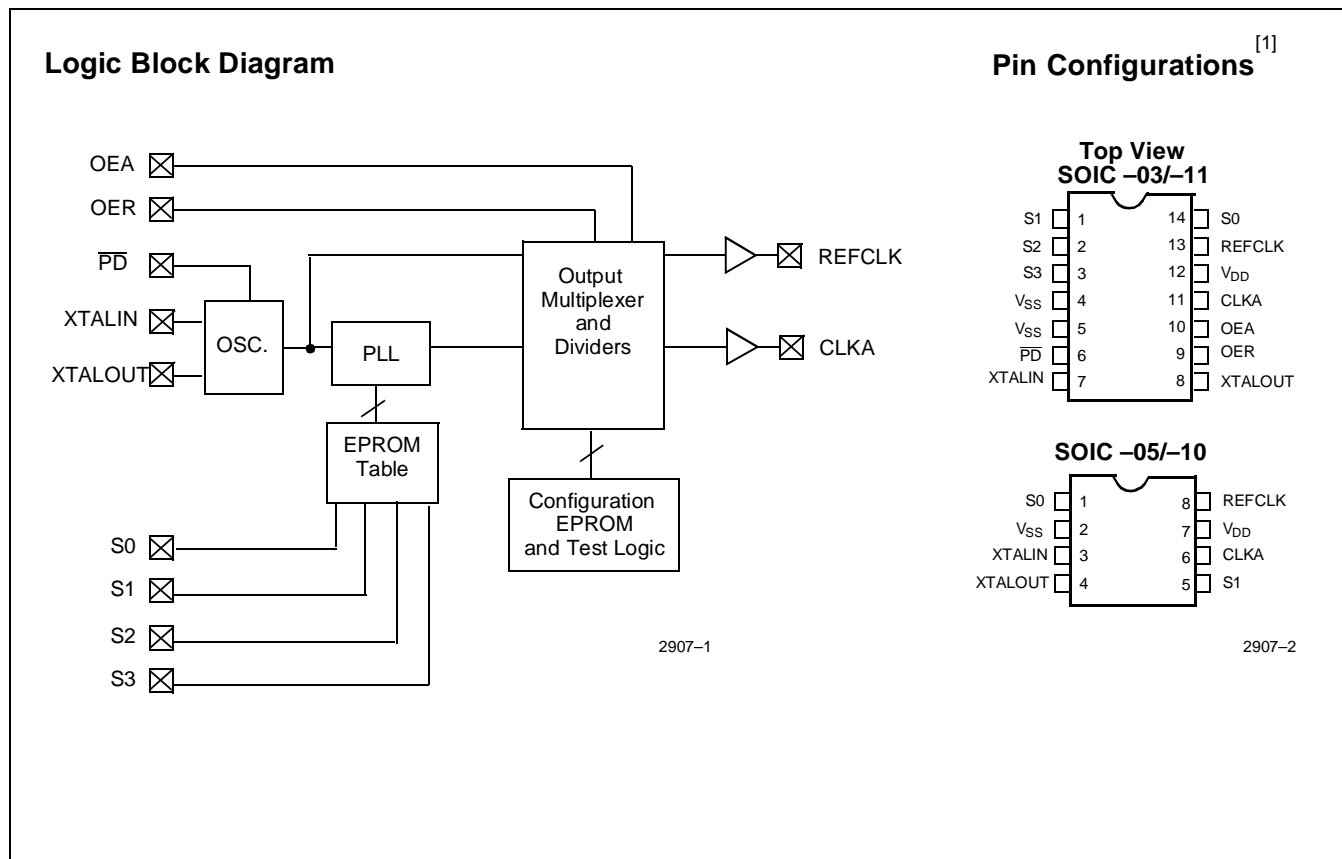 Logic Block Diagram
OEA
OER
PD
XTALIN
XTALOUT
OSC.
PLL
EPROM
Table
Output
Multiplexer
and
Dividers
Configuration
EPROM
and Test Logic
REFCLK
CLKA
S0
S1
S2
S3
2907–1
Pin Configurations [1]
Top View
SOIC –03/–11
S1 1 14 S0
S2 2 13 REFCLK
S3 3 12 VDD
VSS 4 11 CLKA
VSS 5 10 OEA
PD 6 9 OER
XTALIN 7 8 XTALOUT
SOIC –05/–10
S0 1 8 REFCLK
VSS 2 7 VDD
XTALIN 3 6 CLKA
XTALOUT 4 5 S1
2907–2